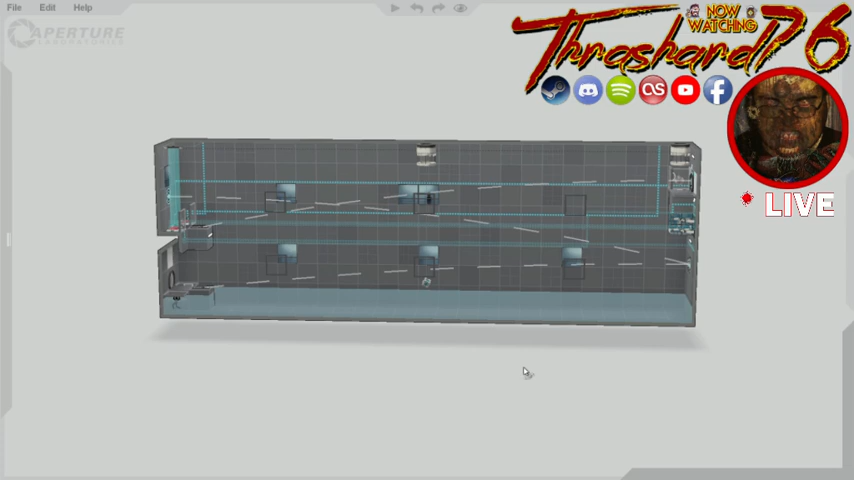 File Edit Help
APERTURE
LABORATORIES
NOW
WATCHING
Thrashard76
LIVE